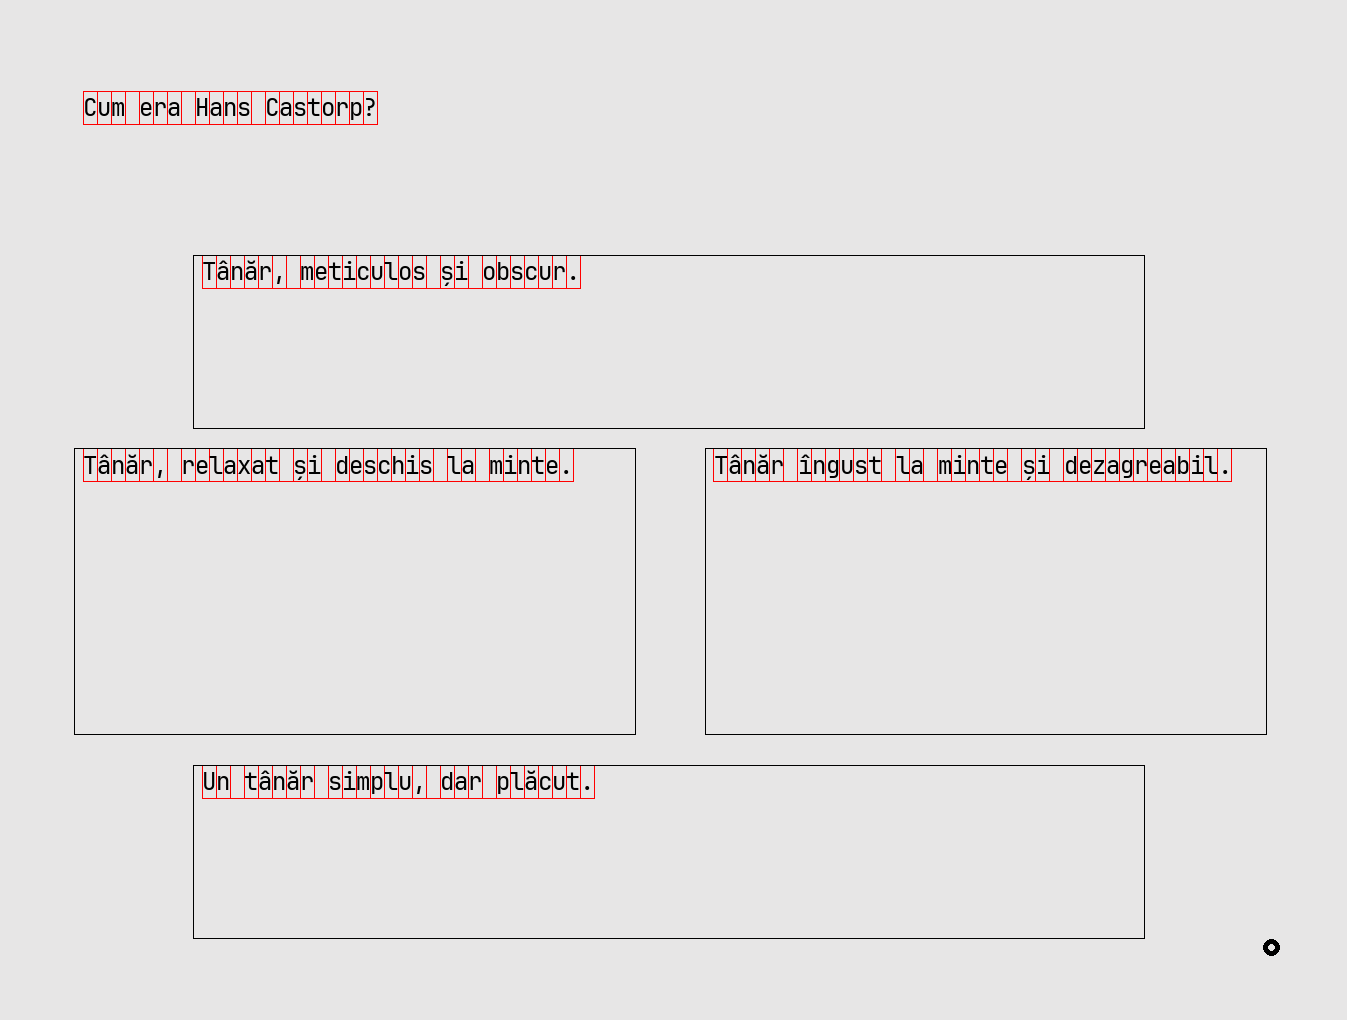 Cum era Hans Castorp?
Tânăr, meticulos și obscur.
Tânăr, relaxat și deschis la minte.
Tânăr îngust la minte și dezagreabil.
Un tânăr simplu, dar plăcut.